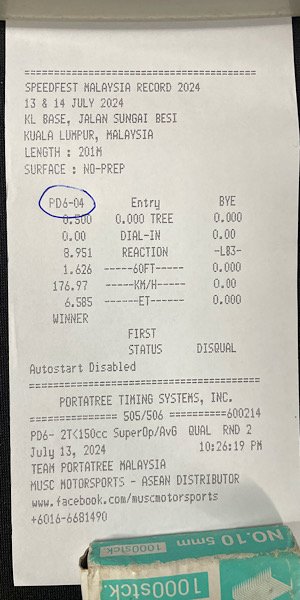 ================================
SPEEDFEST MALAYSIA RECORD 2024
13 & 14 JULY 2024
KL BASE, JALAN SUNGAI BESI
KUALA LUMPUR, MALAYSIA
LENGTH : 201M
SURFACE : NO-PREP
PD6-04 Entry BYE
0.500 0.000 TREE 0.000
0.00 DIAL-IN 0.00
8.951 REACTION -LB3-
1.626 -----60FT----- 0.000
176.97 -----KM/H----- 0.00
6.585 ------ET------ 0.000
WINNER
FIRST
STATUS DISQUAL
Autostart Disabled
========================================
PORTATREE TIMING SYSTEMS, INC.
=============== 505/506 ==========600214
PD6- 2T<150cc SuperOp/AvG QUAL RND 2
July 13, 2024 10:26:19 PM
TEAM PORTATREE MALAYSIA
MUSC MOTORSPORTS - ASEAN DISTRIBUTOR
www.facebook.com/muscmotorsports
+6016-6681490
NO.10 5mm
1000stck.
1000stck.